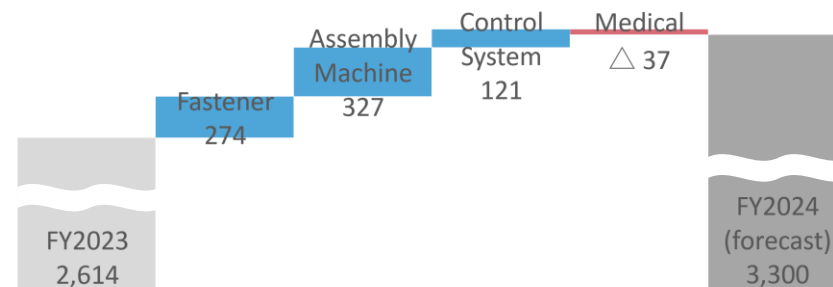 FY2023
2,614
Fastener
274
Assembly
Machine
327
Control
System
121
Medical
△ 37
FY2024
(forecast)
3,300